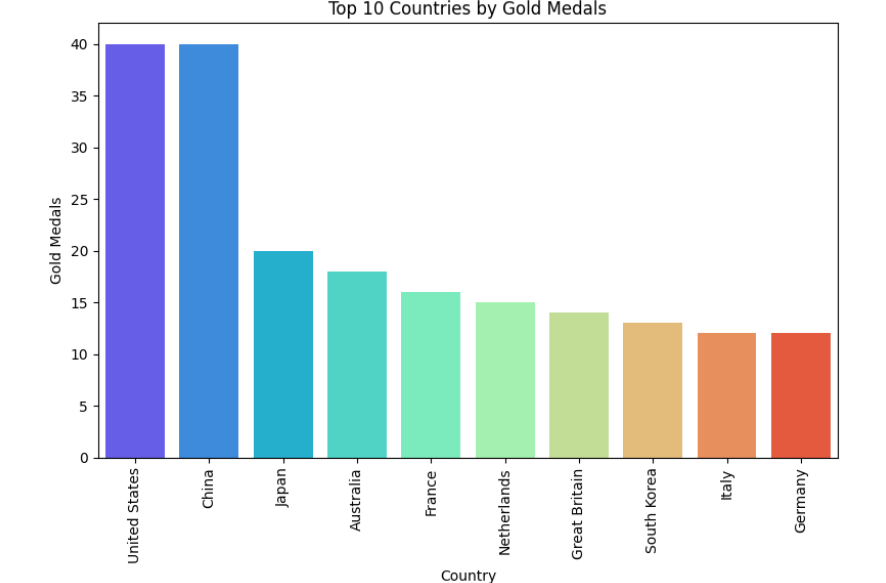 Top 10 Countries by Gold Medals
Gold Medals
40
35
30
25
20
15
10
5
0
United States
China
Japan
Australia
France
Netherlands
Great Britain
South Korea
Italy
Germany
Country